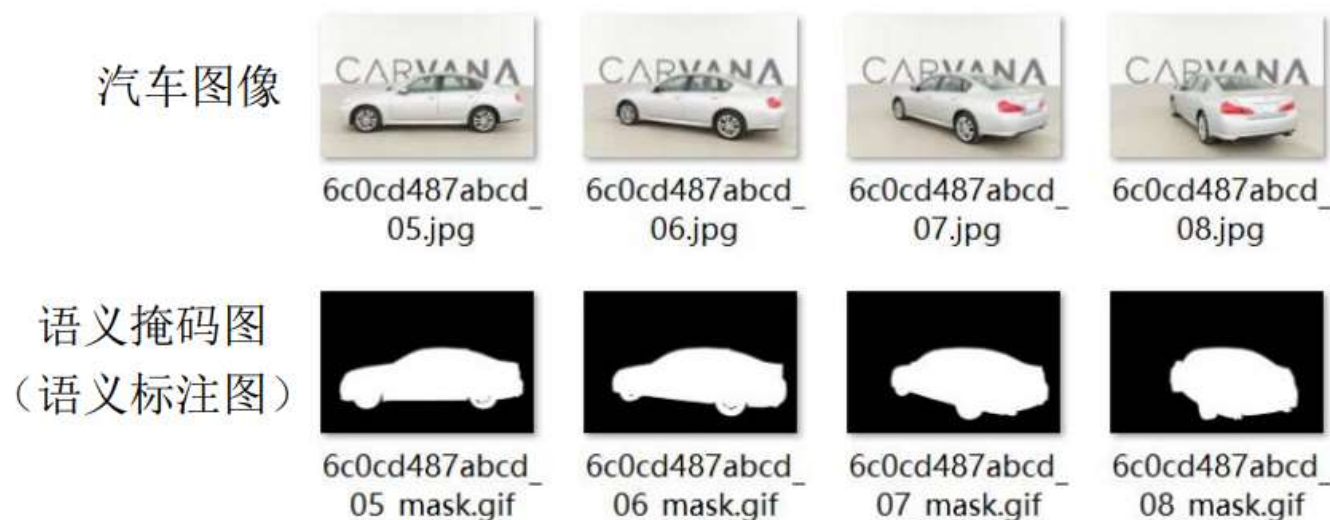 汽车图像
CARVANA CARVANA CARVANA CARVANA
6c0cd487abcd_ 6c0cd487abcd_ 6c0cd487abcd_ 6c0cd487abcd_
05.jpg 06.jpg 07.jpg 08.jpg
语义掩码图
（语义标注图）
6c0cd487abcd_ 6c0cd487abcd_ 6c0cd487abcd_ 6c0cd487abcd_
05_mask.gif 06_mask.gif 07_mask.gif 08_mask.gif